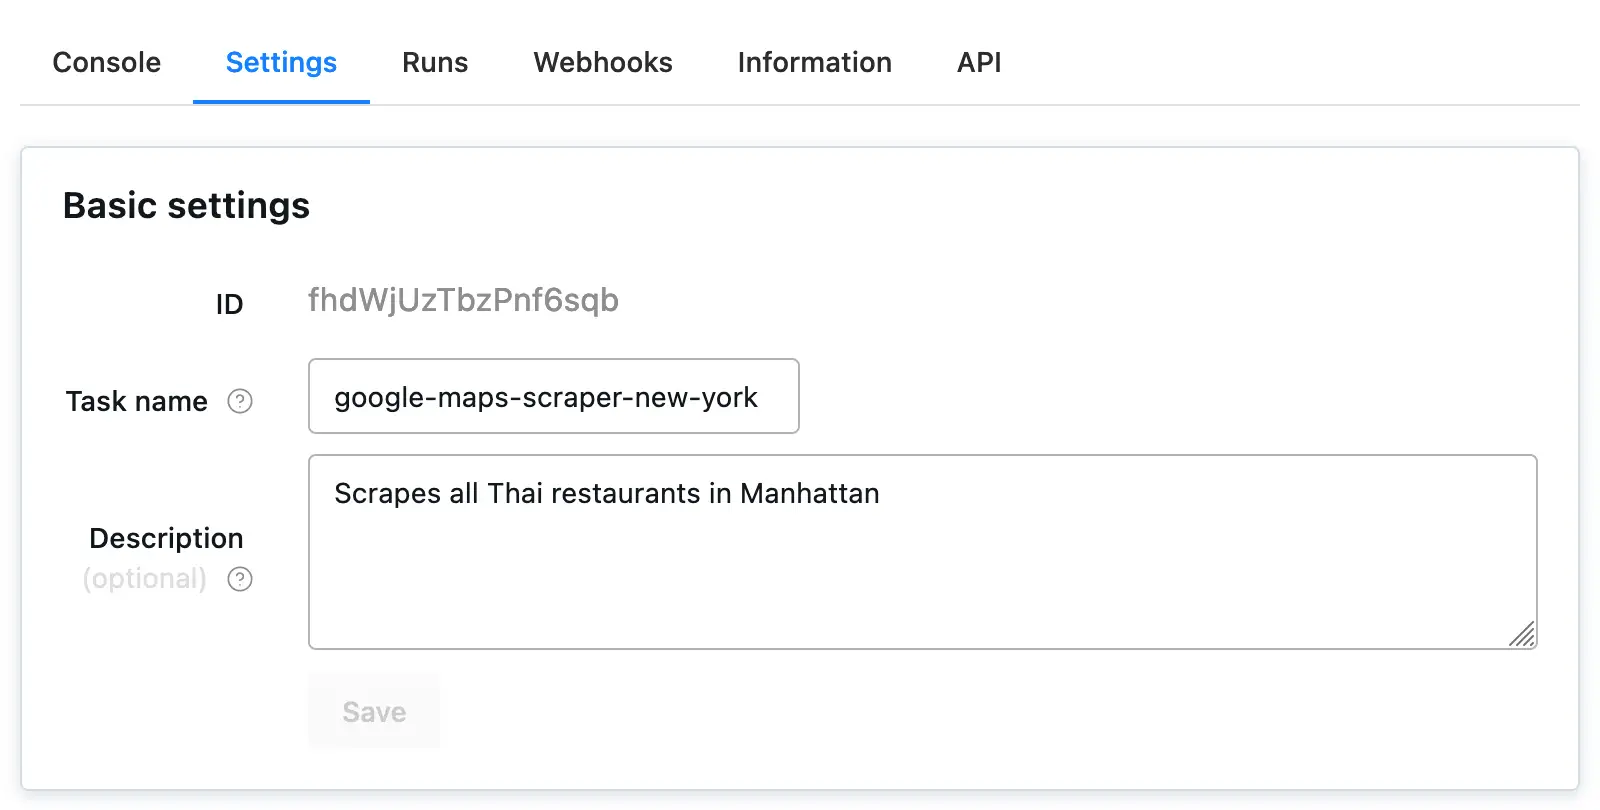 Console Settings Runs Webhooks Information API
Basic settings
ID fhdWjUzTbzPnf6sqb
Task name ? google-maps-scraper-new-york
Scrapes all Thai restaurants in Manhattan
Description
(optional) ?
Save